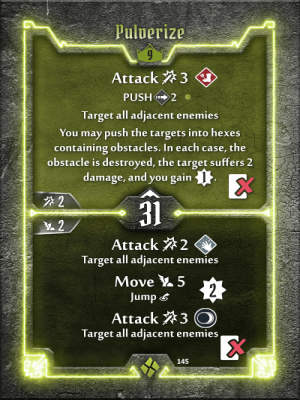 Pulverize
9
Attack 3
PUSH 2
Target all adjacent enemies
You may push the targets into hexes
containing obstacles. In each case, the
obstacle is destroyed, the target suffers 2
damage, and you gain 1.
2
31
2
Attack 2
Target all adjacent enemies
Move 5
Jump
2
Attack 3
Target all adjacent enemies
145